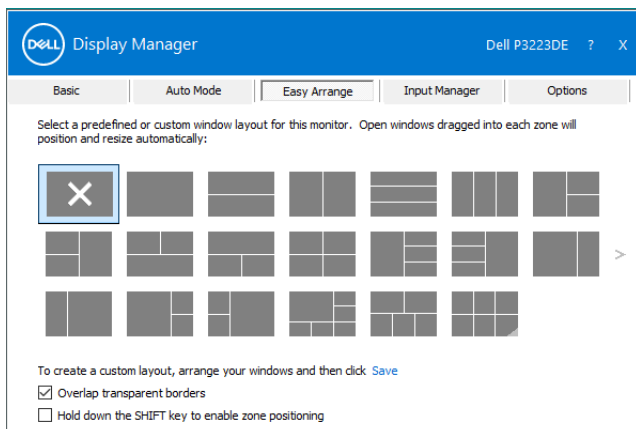 DELL Display Manager Dell P3223DE ? X
Basic Auto Mode Easy Arrange Input Manager Options
Select a predefined or custom window layout for this monitor. Open windows dragged into each zone will
position and resize automatically:
>
To create a custom layout, arrange your windows and then click Save
Overlap transparent borders
Hold down the SHIFT key to enable zone positioning